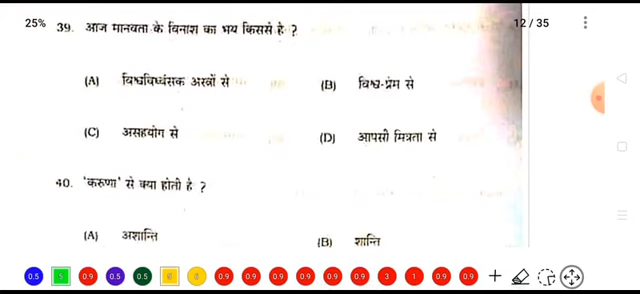 25% 12 / 35
39. आज मानवता के विनाश का भय किससे है ?
(A) विश्वविध्वंसक अस्त्रों से (B) विश्व-प्रेम से
(C) असहयोग से (D) आपसी मित्रता से
40. 'करुणा' से क्या होती है ?
(A) अशान्ति (B) शान्ति
0.5 5 0.9 0.5 0.5 0.9 0.9 0.9 0.9 0.9 0.9 3 1 0.9 0.9